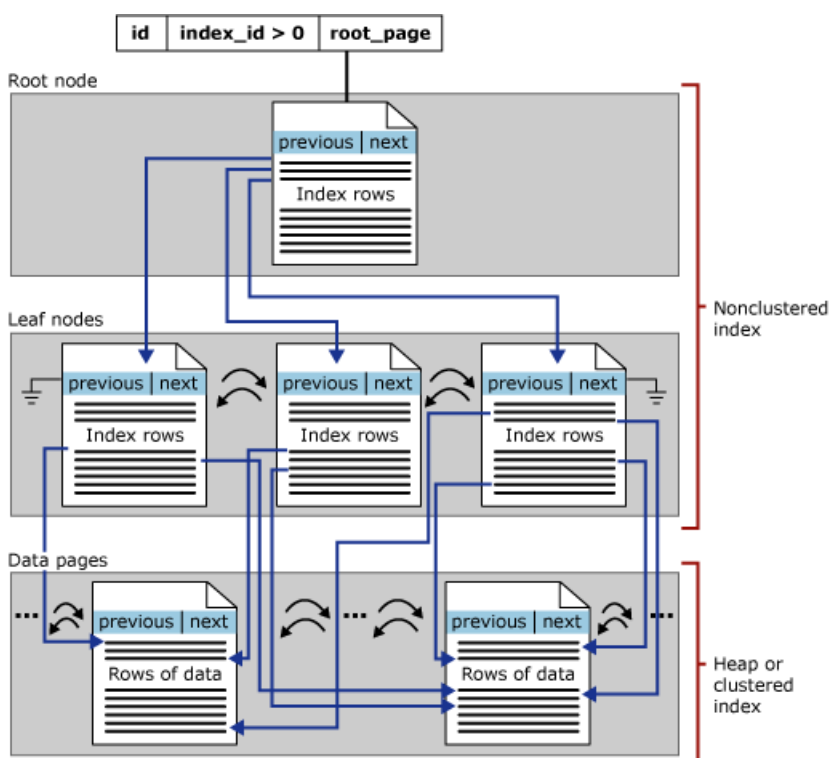 id index_id > 0 root_page
Root node
previous next
Index rows
Nonclustered
index
Leaf nodes
previous next previous next previous next
Index rows Index rows Index rows
Data pages
... ... ...
previous next previous next
Rows of data Rows of data
Heap or
clustered
index